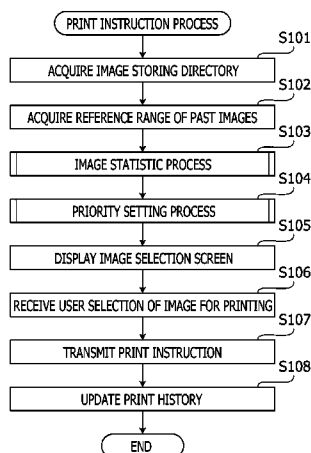 PRINT INSTRUCTION PROCESS
S101
ACQUIRE IMAGE STORING DIRECTORY
S102
ACQUIRE REFERENCE RANGE OF PAST IMAGES
S103
IMAGE STATISTIC PROCESS
S104
PRIORITY SETTING PROCESS
S105
DISPLAY IMAGE SELECTION SCREEN
S106
RECEIVE USER SELECTION OF IMAGE FOR PRINTING
S107
TRANSMIT PRINT INSTRUCTION
S108
UPDATE PRINT HISTORY
END